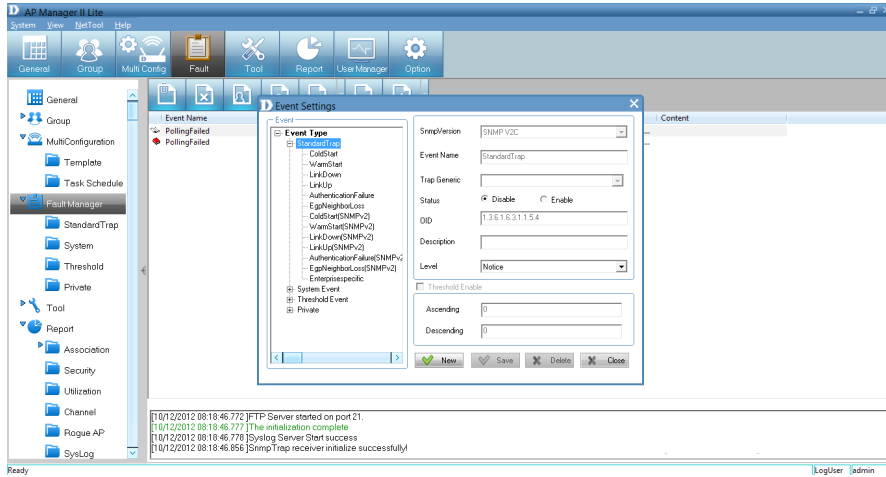 AP Manager II Lite
System View NetTool Help
General Group Multi Config Fault Tool Report UserManager Option
General
Group
MultiConfiguration
Template
Task Schedule
Fault Manager
StandardTrap
System
Threshold
Private
Tool
Report
Association
Security
Utilization
Channel
Rogue AP
SysLog
Event Name Content
PollingFailed
PollingFailed
Event Settings
Event
Event Type
StandardTrap
ColdStart
WarmStart
LinkDown
LinkUp
AuthenticationFailure
EgpNeighborLoss
ColdStart(SNMPv2)
WarmStart(SNMPv2)
LinkDown(SNMPv2)
LinkUp(SNMPv2)
AuthenticationFailure(SNMPv2
EgpNeighborLoss(SNMPv2)
Enterprisespecific
System Event
Threshold Event
Private
SnmpVersion SNMP V2C
Event Name StandardTrap
Trap Generic
Status Disable Enable
OID 1.3.6.1.6.3.1.1.5.4
Description
Level Notice
Threshold Enable
Ascending 0
Descending 0
New Save Delete Close
[10/12/2012 08:18:46.772 ]FTP Server started on port 21.
[10/12/2012 08:18:46.777 ]The initialization complete
[10/12/2012 08:18:46.778 ]Syslog Server Start success
[10/12/2012 08:18:46.856 ]SnmpTrap receiver initialize successfully!
Ready LogUser admin